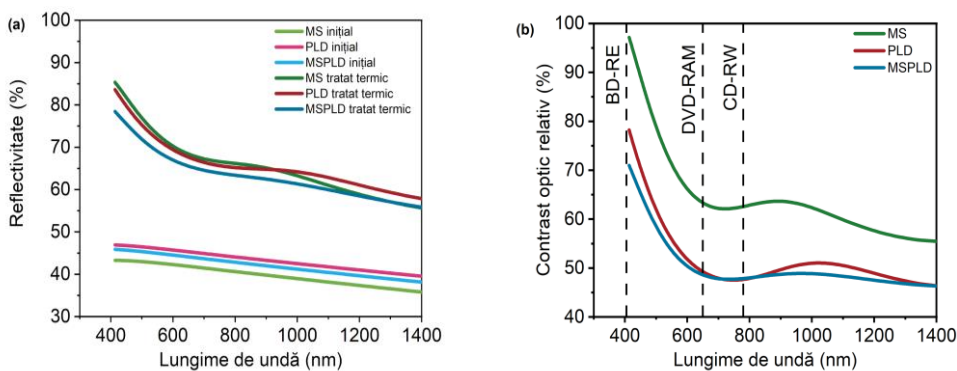 (a)
Reflectivitate (%)
100
90
80
70
60
50
40
30
MS inițial
PLD inițial
MSPLD inițial
MS tratat termic
PLD tratat termic
MSPLD tratat termic
400 600 800 1000 1200 1400
Lungime de undă (nm)
(b)
Contrast optic relativ (%)
100
90
80
70
60
50
40
BD-RE
DVD-RAM
CD-RW
MS
PLD
MSPLD
400 600 800 1000 1200 1400
Lungime de undă (nm)